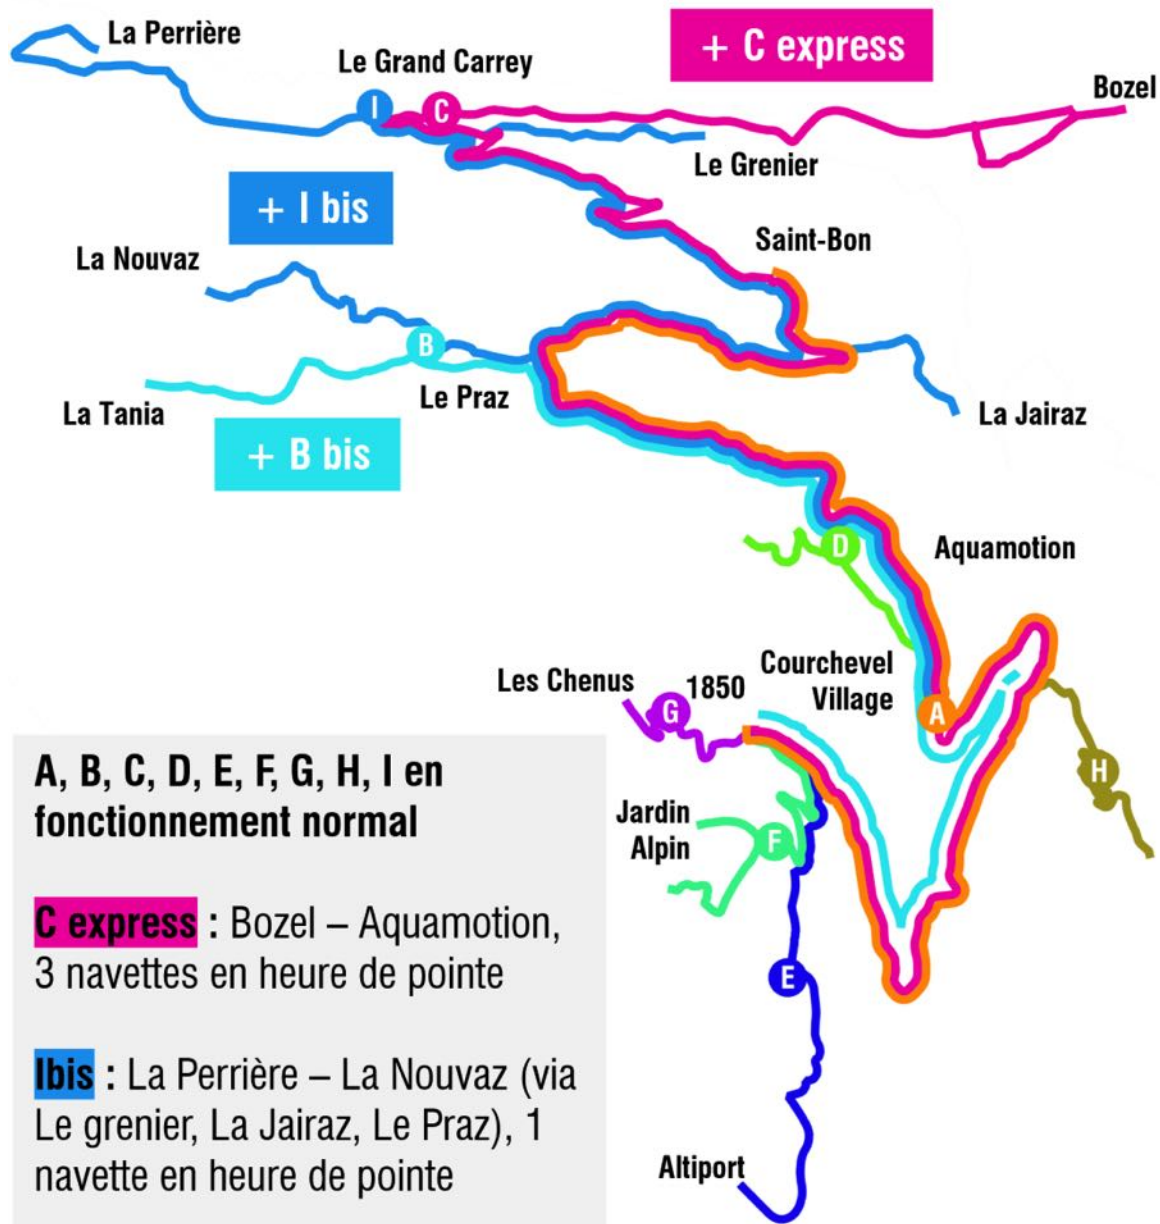 La Perrière
Le Grand Carrey
+ C express
Bozel
I
C
Le Grenier
+ I bis
Saint-Bon
La Nouvaz
B
La Tania
Le Praz
La Jairaz
+ B bis
D
Aquamotion
Les Chenus
1850
Courchevel
Village
G
A
H
Jardin
Alpin
F
E
Altiport
A, B, C, D, E, F, G, H, I en
fonctionnement normal
C express : Bozel – Aquamotion,
3 navettes en heure de pointe
Ibis : La Perrière – La Nouvaz (via
Le grenier, La Jairaz, Le Praz), 1
navette en heure de pointe